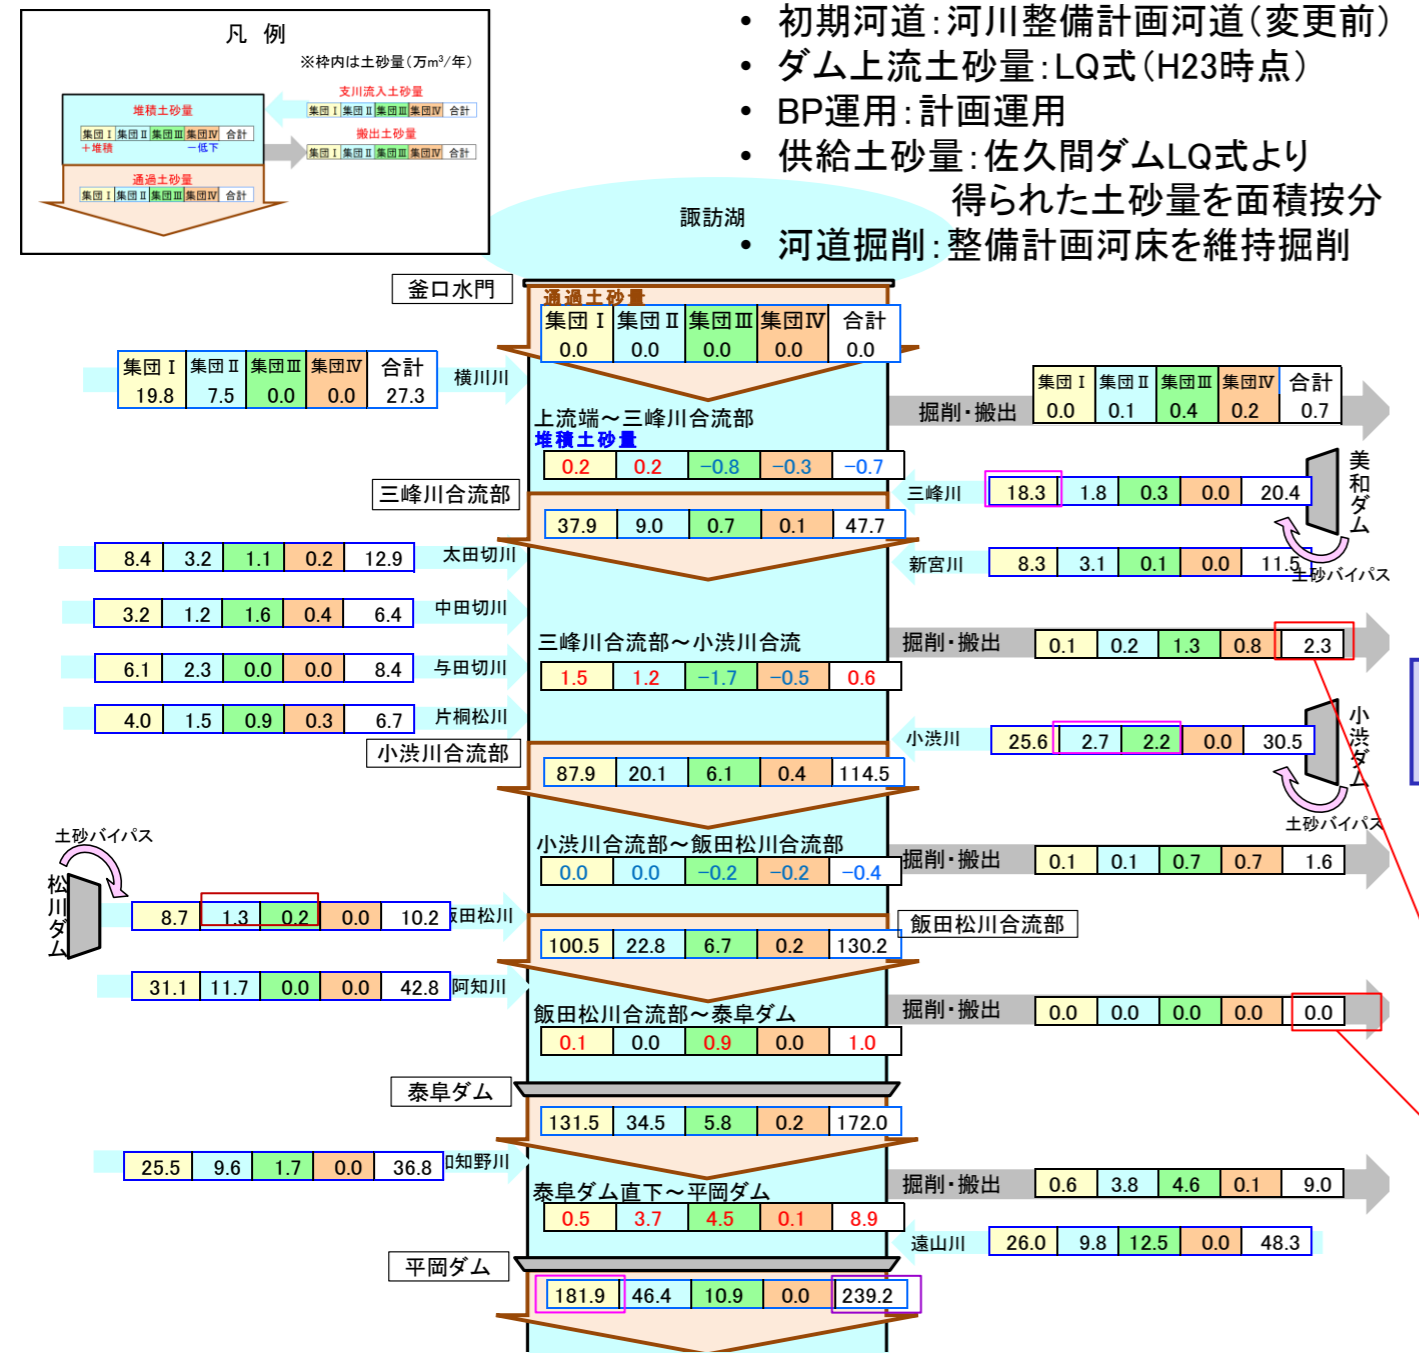 凡 例
※枠内は土砂量(万m³/年)
支川流入土砂量
集団Ⅰ 集団Ⅱ 集団Ⅲ 集団Ⅳ 合計
堆積土砂量
集団Ⅰ 集団Ⅱ 集団Ⅲ 集団Ⅳ 合計
+堆積 −低下
搬出土砂量
集団Ⅰ 集団Ⅱ 集団Ⅲ 集団Ⅳ 合計
通過土砂量
集団Ⅰ 集団Ⅱ 集団Ⅲ 集団Ⅳ 合計
• 初期河道:河川整備計画河道(変更前)
• ダム上流土砂量:LQ式(H23時点)
• BP運用:計画運用
• 供給土砂量:佐久間ダムLQ式より
得られた土砂量を面積按分
• 河道掘削:整備計画河床を維持掘削
諏訪湖
釜口水門
通過土砂量
集団Ⅰ 集団Ⅱ 集団Ⅲ 集団Ⅳ 合計
0.0 0.0 0.0 0.0 0.0
集団Ⅰ 集団Ⅱ 集団Ⅲ 集団Ⅳ 合計
19.8 7.5 0.0 0.0 27.3
横川川
集団Ⅰ 集団Ⅱ 集団Ⅲ 集団Ⅳ 合計
掘削・搬出 0.0 0.1 0.4 0.2 0.7
上流端~三峰川合流部
堆積土砂量
0.2 0.2 −0.8 −0.3 −0.7
三峰川合流部
三峰川 18.3 1.8 0.3 0.0 20.4
美和ダム
土砂バイパス
37.9 9.0 0.7 0.1 47.7
8.4 3.2 1.1 0.2 12.9 太田切川
新宮川 8.3 3.1 0.1 0.0 11.5
3.2 1.2 1.6 0.4 6.4 中田切川
三峰川合流部~小渋川合流
掘削・搬出 0.1 0.2 1.3 0.8 2.3
6.1 2.3 0.0 0.0 8.4 与田切川
1.5 1.2 −1.7 −0.5 0.6
4.0 1.5 0.9 0.3 6.7 片桐松川
小渋川 25.6 2.7 2.2 0.0 30.5
小渋ダム
土砂バイパス
小渋川合流部
87.9 20.1 6.1 0.4 114.5
小渋川合流部~飯田松川合流部
掘削・搬出 0.1 0.1 0.7 0.7 1.6
0.0 0.0 −0.2 −0.2 −0.4
土砂バイパス
松川ダム
8.7 1.3 0.2 0.0 10.2 飯田松川
飯田松川合流部
100.5 22.8 6.7 0.2 130.2
31.1 11.7 0.0 0.0 42.8 阿知川
飯田松川合流部~泰阜ダム
掘削・搬出 0.0 0.0 0.0 0.0 0.0
0.1 0.0 0.9 0.0 1.0
泰阜ダム
131.5 34.5 5.8 0.2 172.0
25.5 9.6 1.7 0.0 36.8 知野川
泰阜ダム直下~平岡ダム
掘削・搬出 0.6 3.8 4.6 0.1 9.0
0.5 3.7 4.5 0.1 8.9
遠山川 26.0 9.8 12.5 0.0 48.3
平岡ダム
181.9 46.4 10.9 0.0 239.2